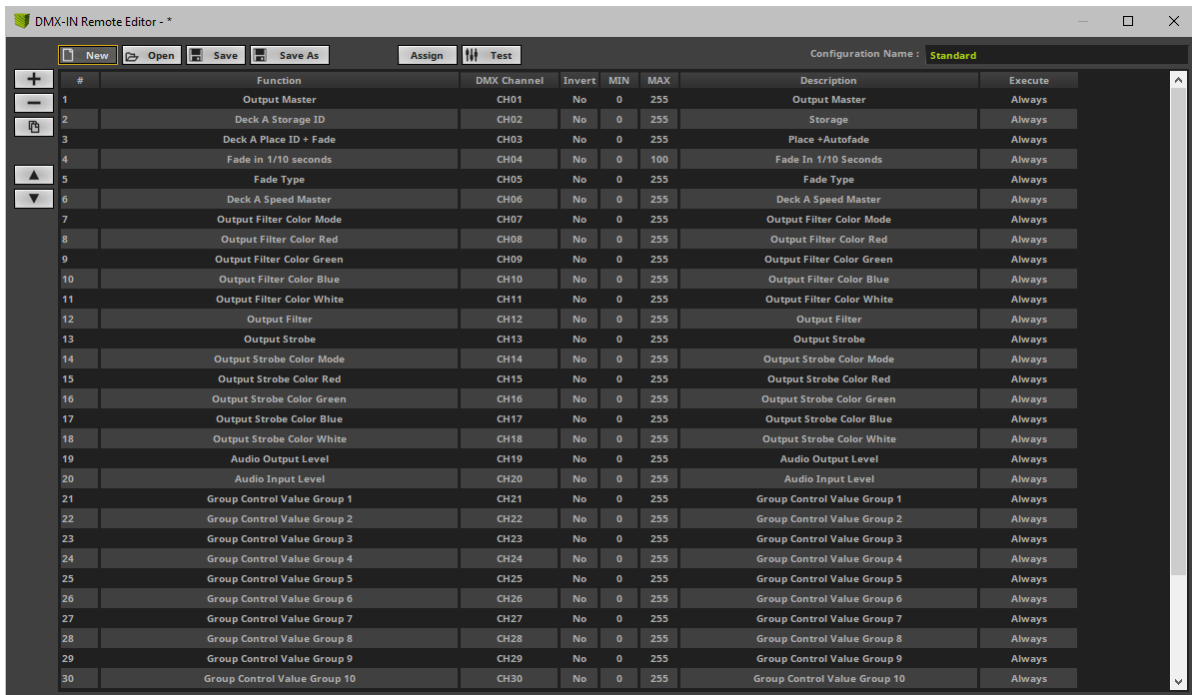 DMX-IN Remote Editor - *
New Open Save Save As Assign Test Configuration Name : Standard
# Function DMX Channel Invert MIN MAX Description Execute
1 Output Master CH01 No 0 255 Output Master Always
2 Deck A Storage ID CH02 No 0 255 Storage Always
3 Deck A Place ID + Fade CH03 No 0 255 Place +Autofade Always
4 Fade in 1/10 seconds CH04 No 0 100 Fade In 1/10 Seconds Always
5 Fade Type CH05 No 0 255 Fade Type Always
6 Deck A Speed Master CH06 No 0 255 Deck A Speed Master Always
7 Output Filter Color Mode CH07 No 0 255 Output Filter Color Mode Always
8 Output Filter Color Red CH08 No 0 255 Output Filter Color Red Always
9 Output Filter Color Green CH09 No 0 255 Output Filter Color Green Always
10 Output Filter Color Blue CH10 No 0 255 Output Filter Color Blue Always
11 Output Filter Color White CH11 No 0 255 Output Filter Color White Always
12 Output Filter CH12 No 0 255 Output Filter Always
13 Output Strobe CH13 No 0 255 Output Strobe Always
14 Output Strobe Color Mode CH14 No 0 255 Output Strobe Color Mode Always
15 Output Strobe Color Red CH15 No 0 255 Output Strobe Color Red Always
16 Output Strobe Color Green CH16 No 0 255 Output Strobe Color Green Always
17 Output Strobe Color Blue CH17 No 0 255 Output Strobe Color Blue Always
18 Output Strobe Color White CH18 No 0 255 Output Strobe Color White Always
19 Audio Output Level CH19 No 0 255 Audio Output Level Always
20 Audio Input Level CH20 No 0 255 Audio Input Level Always
21 Group Control Value Group 1 CH21 No 0 255 Group Control Value Group 1 Always
22 Group Control Value Group 2 CH22 No 0 255 Group Control Value Group 2 Always
23 Group Control Value Group 3 CH23 No 0 255 Group Control Value Group 3 Always
24 Group Control Value Group 4 CH24 No 0 255 Group Control Value Group 4 Always
25 Group Control Value Group 5 CH25 No 0 255 Group Control Value Group 5 Always
26 Group Control Value Group 6 CH26 No 0 255 Group Control Value Group 6 Always
27 Group Control Value Group 7 CH27 No 0 255 Group Control Value Group 7 Always
28 Group Control Value Group 8 CH28 No 0 255 Group Control Value Group 8 Always
29 Group Control Value Group 9 CH29 No 0 255 Group Control Value Group 9 Always
30 Group Control Value Group 10 CH30 No 0 255 Group Control Value Group 10 Always